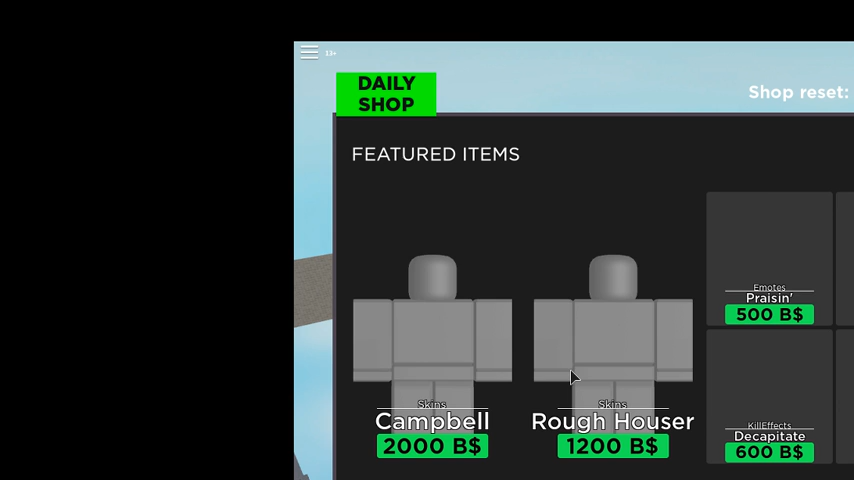 13+
DAILY
SHOP
Shop reset:
FEATURED ITEMS
Skins
Campbell
2000 B$
Skins
Rough Houser
1200 B$
Emotes
Praisin'
500 B$
KillEffects
Decapitate
600 B$